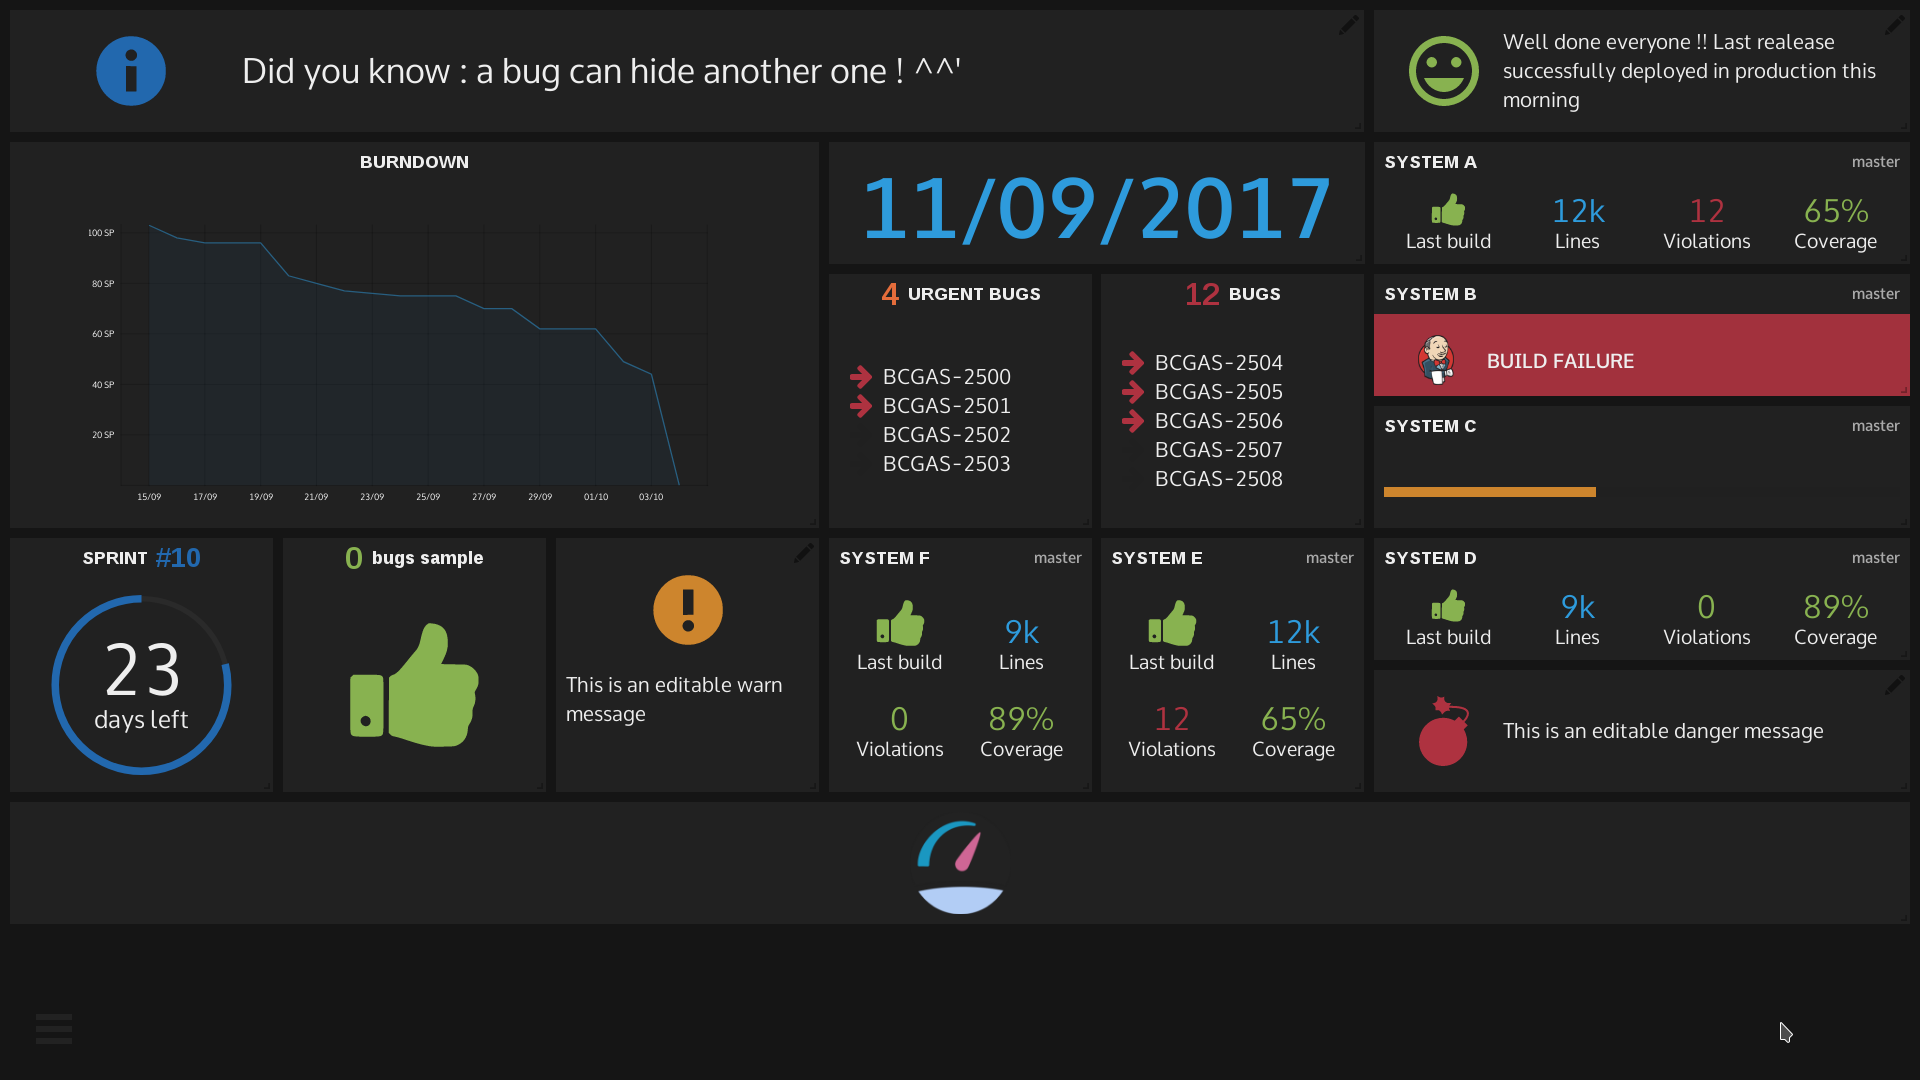 Did you know : a bug can hide another one ! ^^'
Well done everyone !! Last realease
successfully deployed in production this
morning
BURNDOWN
100 SP
80 SP
60 SP
40 SP
20 SP
15/09 17/09 19/09 21/09 23/09 25/09 27/09 29/09 01/10 03/10
11/09/2017
4 URGENT BUGS
BCGAS-2500
BCGAS-2501
BCGAS-2502
BCGAS-2503
12 BUGS
BCGAS-2504
BCGAS-2505
BCGAS-2506
BCGAS-2507
BCGAS-2508
SYSTEM A master
12k 12 65%
Last build Lines Violations Coverage
SYSTEM B master
BUILD FAILURE
SYSTEM C master
SPRINT #10
23
days left
0 bugs sample
This is an editable warn
message
SYSTEM F master
9k
Last build Lines
0 89%
Violations Coverage
SYSTEM E master
12k
Last build Lines
12 65%
Violations Coverage
SYSTEM D master
9k 0 89%
Last build Lines Violations Coverage
This is an editable danger message